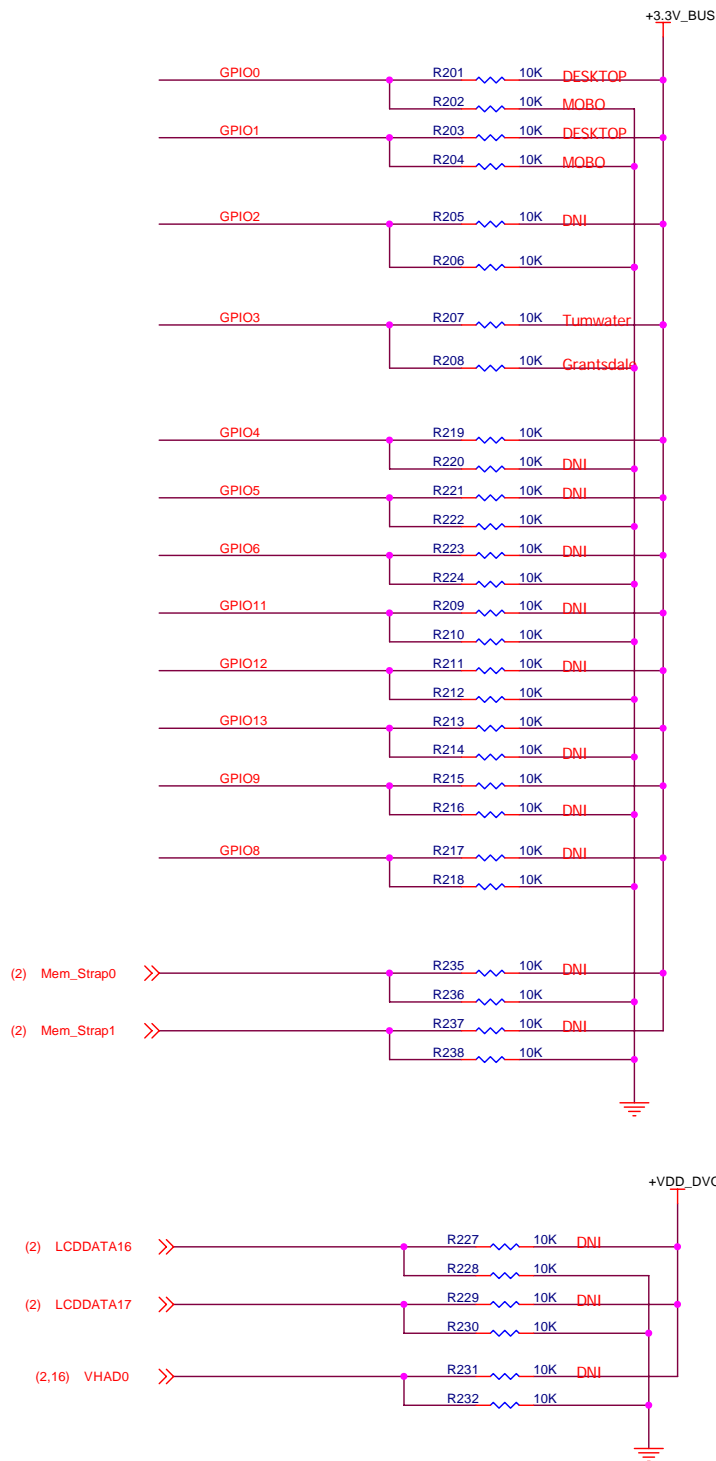 +3.3V_BUS
GPIO0 R201 10K DESKTOP
R202 10K MOBO
GPIO1 R203 10K DESKTOP
R204 10K MOBO
GPIO2 R205 10K DNI
R206 10K
GPIO3 R207 10K Tumwater
R208 10K Grantsdale
GPIO4 R219 10K
R220 10K DNI
GPIO5 R221 10K DNI
R222 10K
GPIO6 R223 10K DNI
R224 10K
GPIO11 R209 10K DNI
R210 10K
GPIO12 R211 10K DNI
R212 10K
GPIO13 R213 10K
R214 10K DNI
GPIO9 R215 10K
R216 10K DNI
GPIO8 R217 10K DNI
R218 10K
(2) Mem_Strap0 R235 10K DNI
R236 10K
(2) Mem_Strap1 R237 10K DNI
R238 10K
+VDD_DVO
(2) LCDDATA16 R227 10K DNI
R228 10K
(2) LCDDATA17 R229 10K DNI
R230 10K
(2,16) VHAD0 R231 10K DNI
R232 10K